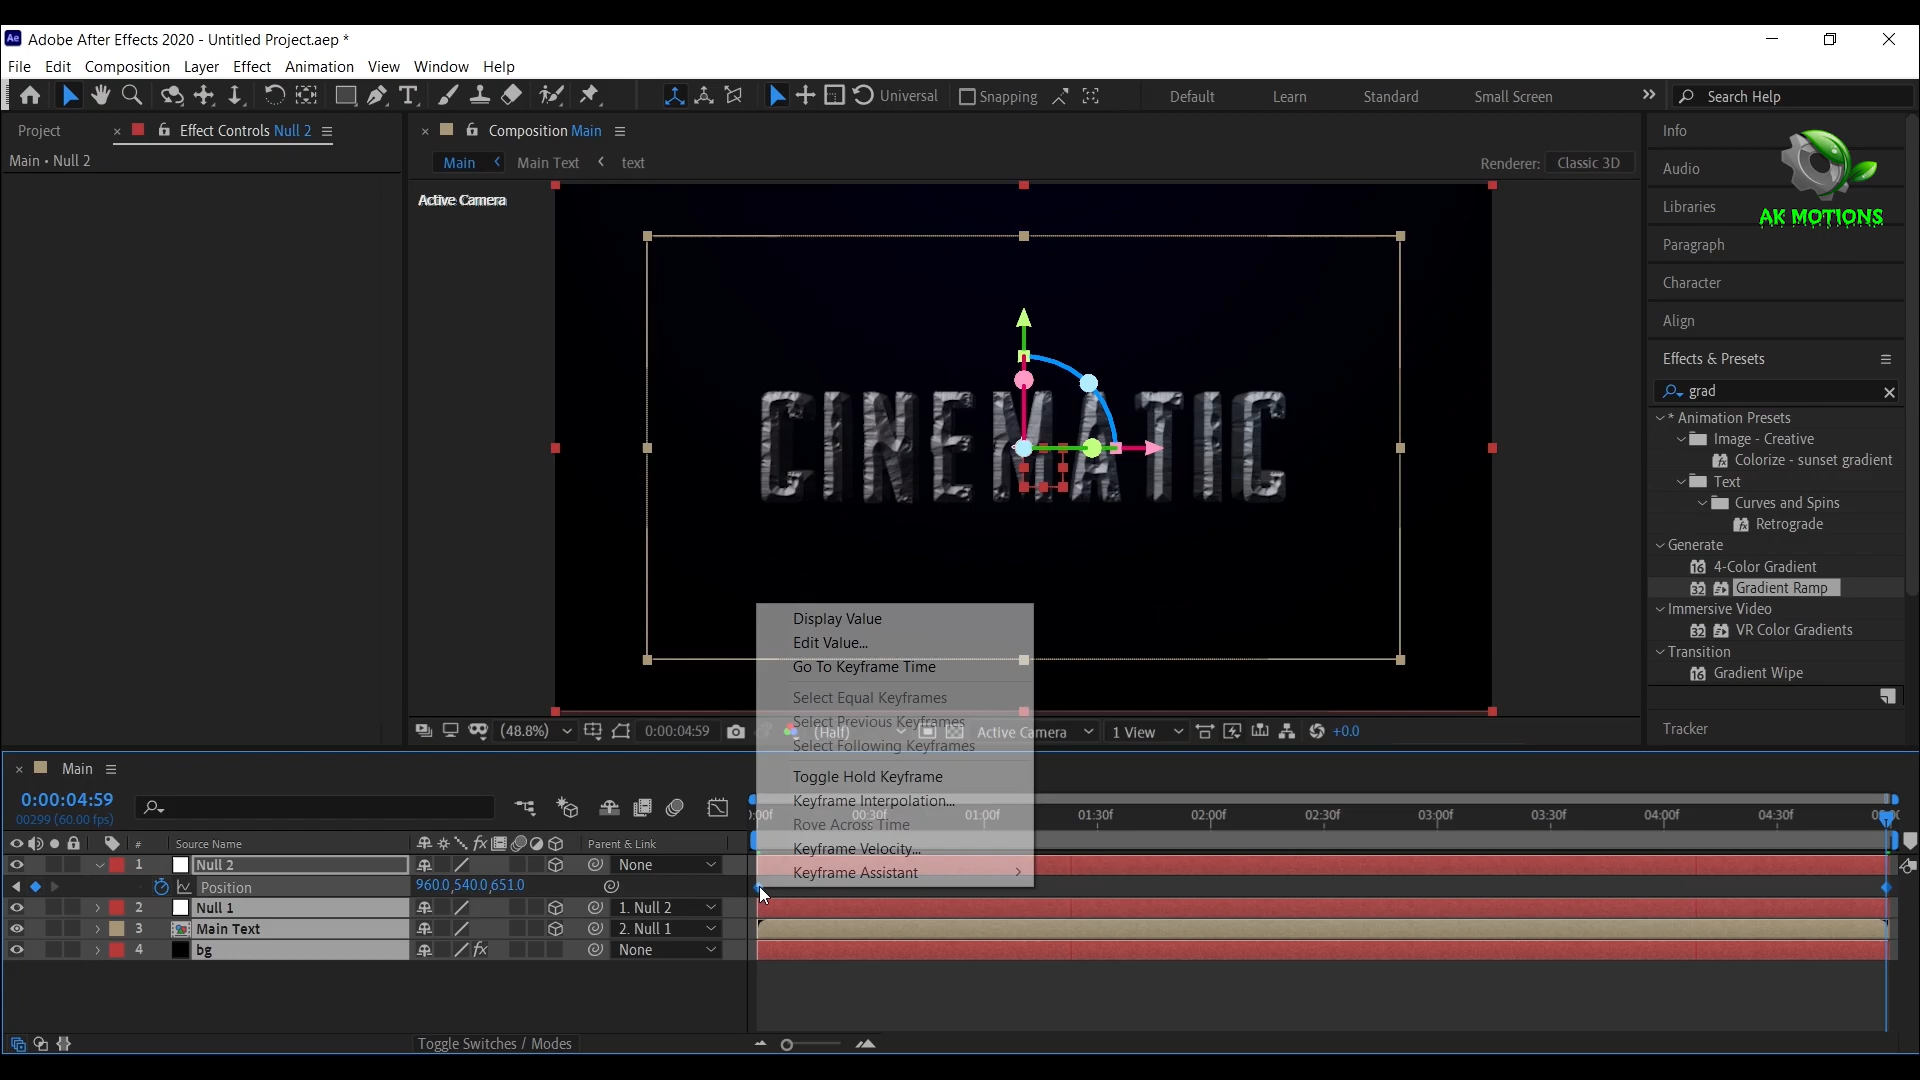 Adobe After Effects 2020 - Untitled Project.aep *
File Edit Composition Layer Effect Animation View Window Help
Universal Snapping Default Learn Standard Small Screen Search Help
Project Effect Controls Null 2
Main • Null 2
Composition Main
Main Main Text text
Renderer: Classic 3D
Active Camera
CINEMATIC
Info
Audio
Libraries
Paragraph
Character
Align
AK MOTIONS
Effects & Presets
grad
* Animation Presets
Image - Creative
Colorize - sunset gradient
Text
Curves and Spins
Retrograde
Generate
4-Color Gradient
Gradient Ramp
Immersive Video
VR Color Gradients
Transition
Gradient Wipe
Tracker
Display Value
Edit Value...
Go To Keyframe Time
Select Equal Keyframes
Select Previous Keyframes
Select Following Keyframes
Toggle Hold Keyframe
Keyframe Interpolation...
Rove Across Time
Keyframe Velocity...
Keyframe Assistant
(48.8%) 0:00:04:59 (Half) Active Camera 1 View +0.0
Main
0:00:04:59
00299 (60.00 fps)
:00f 00:30f 01:00f 01:30f 02:00f 02:30f 03:00f 03:30f 04:00f 04:30f
# Source Name Parent & Link
1 Null 2 None
Position 960.0,540.0,651.0
2 Null 1 1. Null 2
3 Main Text 2. Null 1
4 bg None
Toggle Switches / Modes